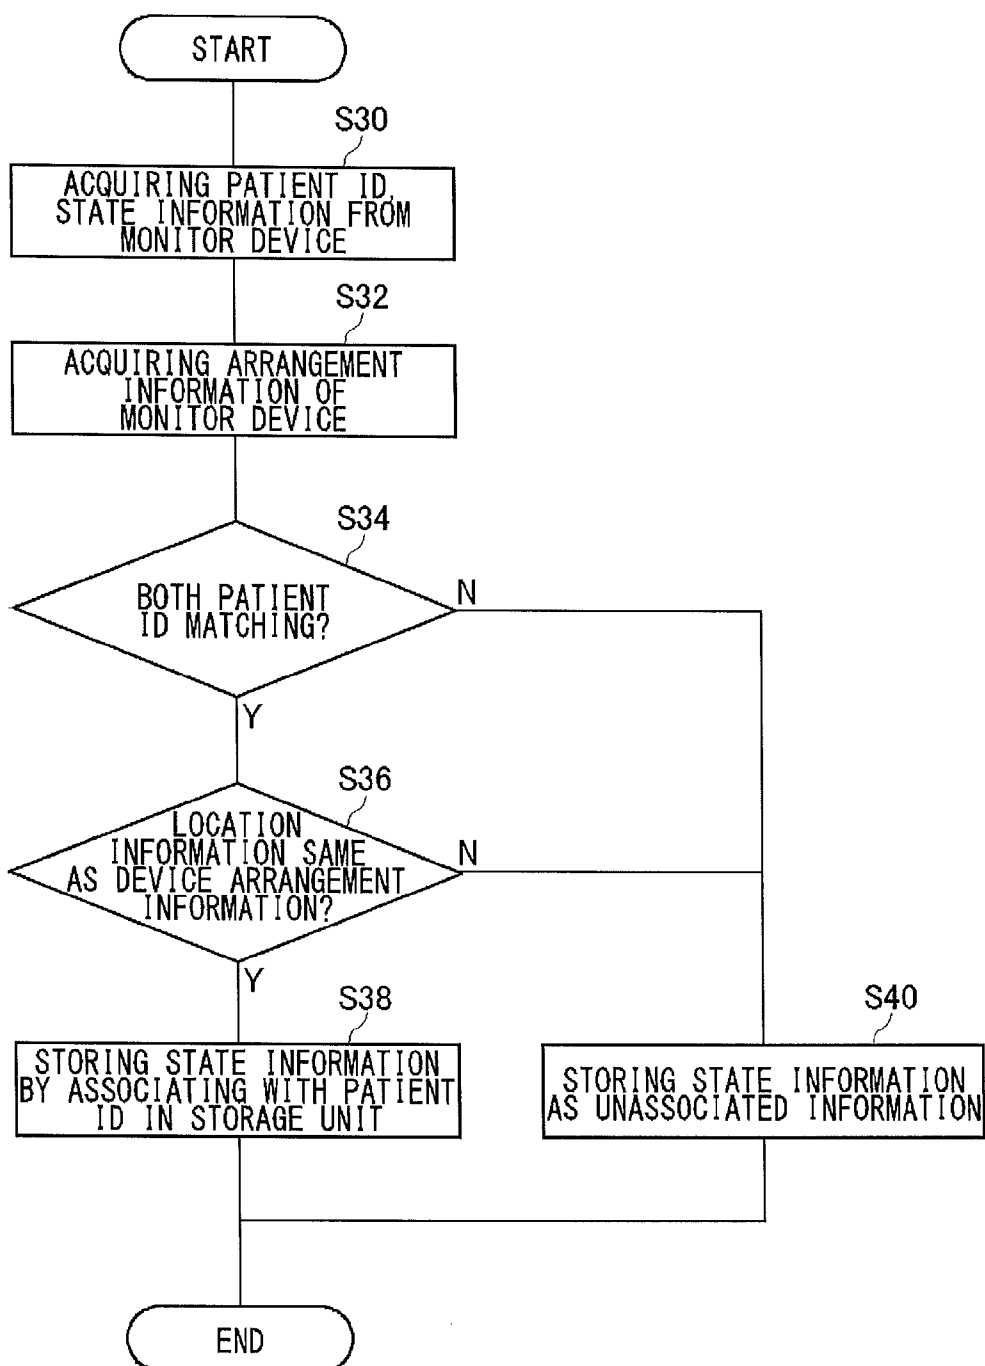 START
S30
ACQUIRING PATIENT ID,
STATE INFORMATION FROM
MONITOR DEVICE
S32
ACQUIRING ARRANGEMENT
INFORMATION OF
MONITOR DEVICE
S34
BOTH PATIENT
ID MATCHING?
N
Y
S36
LOCATION
INFORMATION SAME
AS DEVICE ARRANGEMENT
INFORMATION?
N
Y
S38
STORING STATE INFORMATION
BY ASSOCIATING WITH PATIENT
ID IN STORAGE UNIT
S40
STORING STATE INFORMATION
AS UNASSOCIATED INFORMATION
END